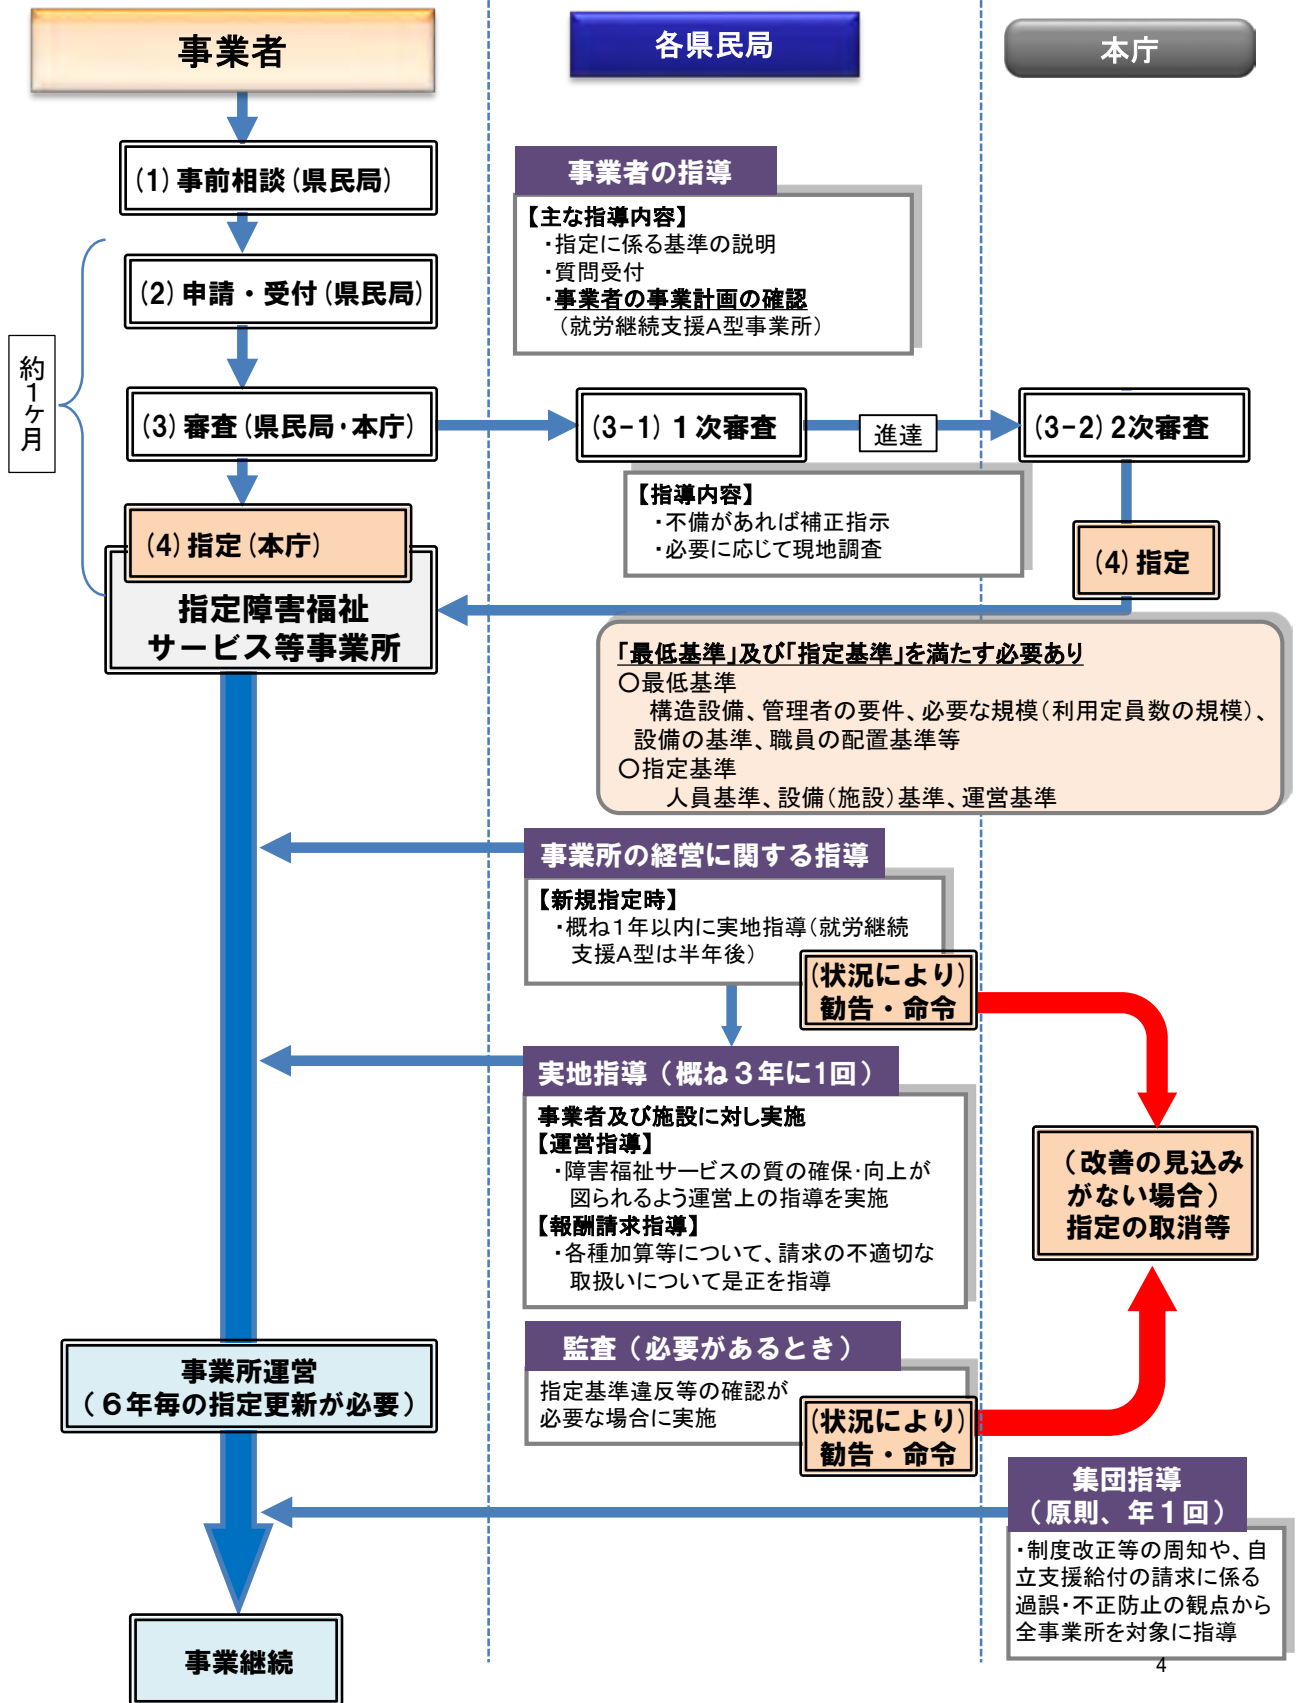 事業者
各県民局
本庁
(1)事前相談(県民局)
事業者の指導
【主な指導内容】
・指定に係る基準の説明
・質問受付
・事業者の事業計画の確認
(就労継続支援A型事業所)
(2)申請・受付(県民局)
約1ヶ月
(3)審査(県民局・本庁)
(3-1)1次審査
進達
(3-2)2次審査
【指導内容】
・不備があれば補正指示
・必要に応じて現地調査
(4)指定(本庁)
(4)指定
指定障害福祉
サービス等事業所
「最低基準」及び「指定基準」を満たす必要あり
○最低基準
構造設備、管理者の要件、必要な規模(利用定員数の規模)、
設備の基準、職員の配置基準等
○指定基準
人員基準、設備(施設)基準、運営基準
事業所の経営に関する指導
【新規指定時】
・概ね1年以内に実地指導(就労継続
支援A型は半年後)
(状況により)
勧告・命令
実地指導(概ね3年に1回)
事業者及び施設に対し実施
【運営指導】
・障害福祉サービスの質の確保・向上が
図られるよう運営上の指導を実施
【報酬請求指導】
・各種加算等について、請求の不適切な
取扱いについて是正を指導
(改善の見込み
がない場合)
指定の取消等
監査(必要があるとき)
指定基準違反等の確認が
必要な場合に実施
(状況により)
勧告・命令
事業所運営
(6年毎の指定更新が必要)
集団指導
(原則、年1回)
・制度改正等の周知や、自
立支援給付の請求に係る
過誤・不正防止の観点から
全事業所を対象に指導
事業継続
4